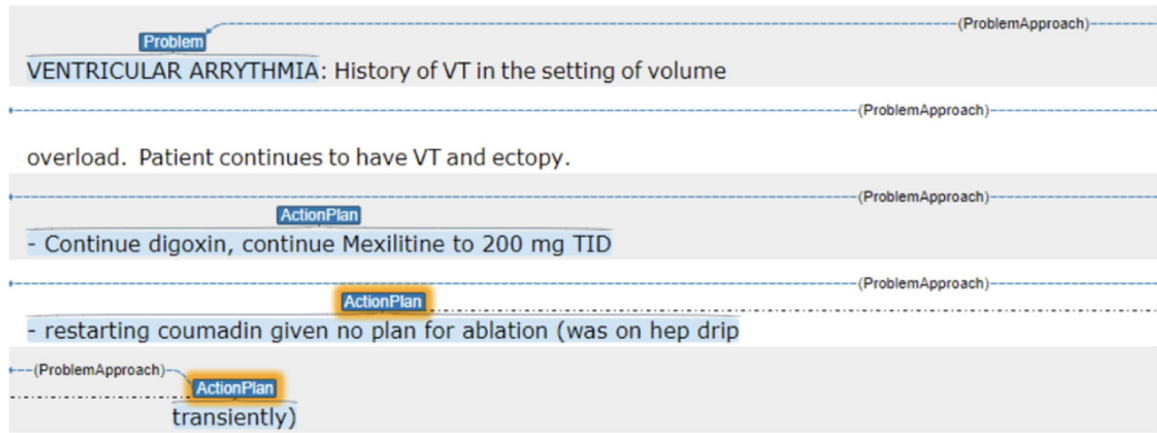 (ProblemApproach)
Problem
VENTRICULAR ARRYTHMIA: History of VT in the setting of volume
(ProblemApproach)
overload. Patient continues to have VT and ectopy.
(ProblemApproach)
ActionPlan
- Continue digoxin, continue Mexilitine to 200 mg TID
(ProblemApproach)
ActionPlan
- restarting coumadin given no plan for ablation (was on hep drip
(ProblemApproach)
ActionPlan
transiently)